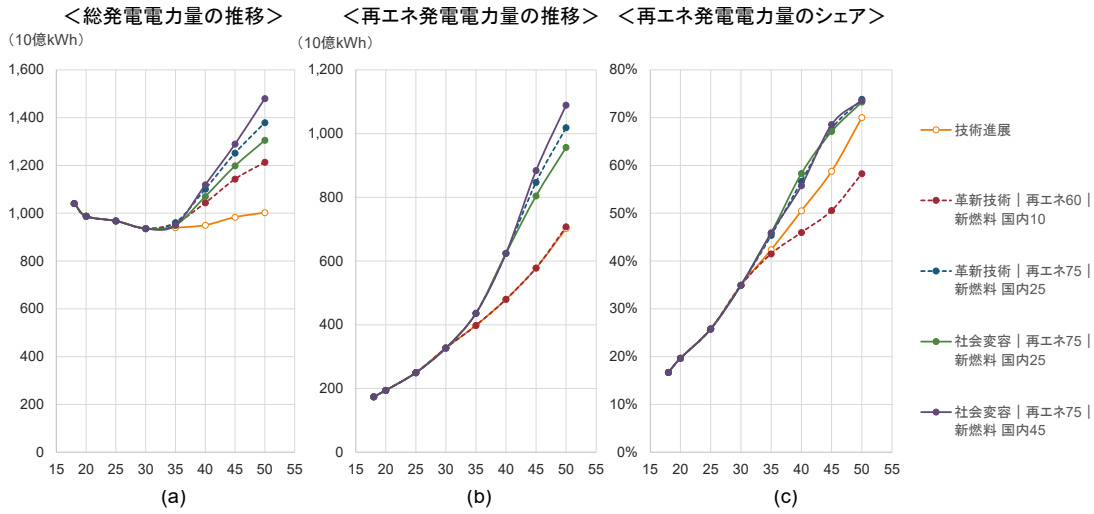 ＜総発電電力量の推移＞
（10億kWh）
1,600
1,400
1,200
1,000
800
600
400
200
0
15 20 25 30 35 40 45 50 55
(a)
＜再エネ発電電力量の推移＞
（10億kWh）
1,200
1,000
800
600
400
200
0
15 20 25 30 35 40 45 50 55
(b)
＜再エネ発電電力量のシェア＞
80%
70%
60%
50%
40%
30%
20%
10%
0%
15 20 25 30 35 40 45 50 55
(c)
技術進展
革新技術｜再エネ60｜
新燃料 国内10
革新技術｜再エネ75｜
新燃料 国内25
社会変容｜再エネ75｜
新燃料 国内25
社会変容｜再エネ75｜
新燃料 国内45